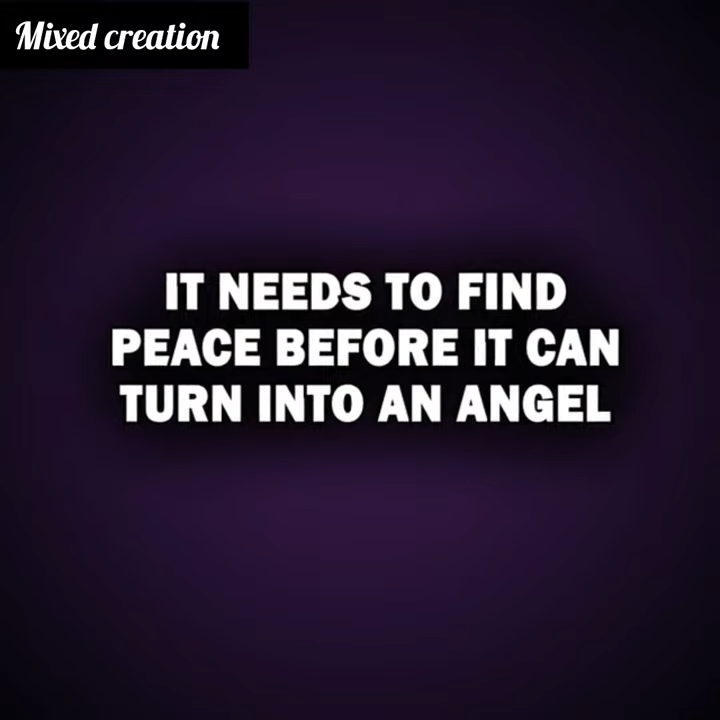 Mixed creation
IT NEEDS TO FIND
PEACE BEFORE IT CAN
TURN INTO AN ANGEL